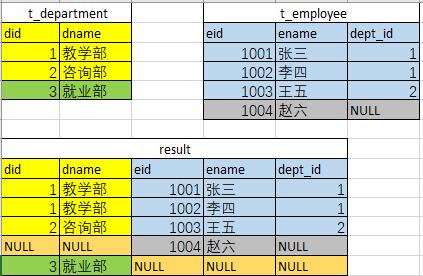 t_department t_employee
did dname eid ename dept_id
1 教学部 1001 张三 1
2 咨询部 1002 李四 1
3 就业部 1003 王五 2
1004 赵六 NULL
result
did dname eid ename dept_id
1 教学部 1001 张三 1
1 教学部 1002 李四 1
2 咨询部 1003 王五 2
NULL NULL 1004 赵六 NULL
3 就业部 NULL NULL NULL